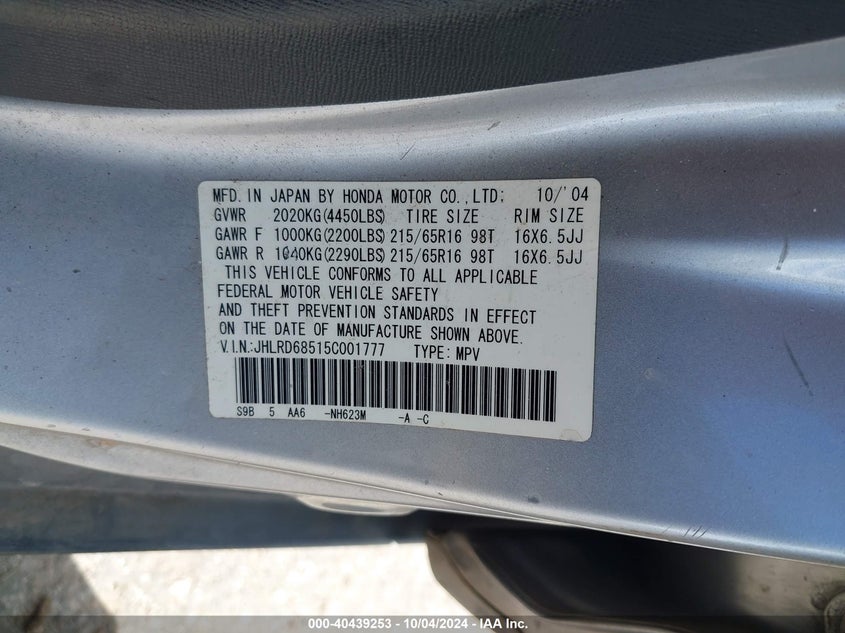 MFD. IN JAPAN BY HONDA MOTOR CO.,LTD; 10/'04
GVWR 2020KG(4450LBS) TIRE SIZE RIM SIZE
GAWR F 1000KG(2200LBS) 215/65R16 98T 16X6.5JJ
GAWR R 1040KG(2290LBS) 215/65R16 98T 16X6.5JJ
THIS VEHICLE CONFORMS TO ALL APPLICABLE
FEDERAL MOTOR VEHICLE SAFETY
AND THEFT PREVENTION STANDARDS IN EFFECT
ON THE DATE OF MANUFACTURE SHOWN ABOVE.
V.I.N.:JHLRD68515C001777 TYPE: MPV
S9B 5 AA6 -NH623M -A -C
000-40439253 - 10/04/2024 - IAA Inc.